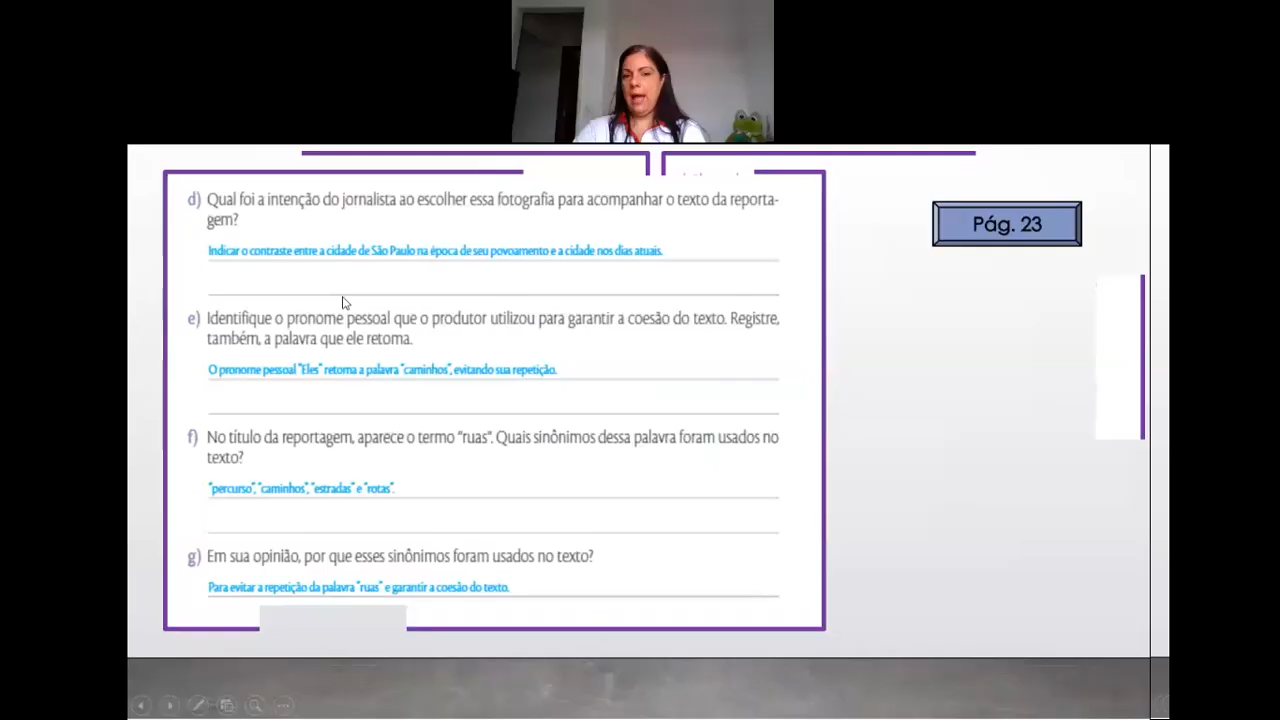 d) Qual foi a intenção do jornalista ao escolher essa fotografia para acompanhar o texto da reporta-
gem?
Indicar o contraste entre a cidade de São Paulo na época de seu povoamento e a cidade nos dias atuais.
Pág. 23
e) Identifique o pronome pessoal que o produtor utilizou para garantir a coesão do texto. Registre,
também, a palavra que ele retoma.
O pronome pessoal "Eles" retoma a palavra "caminhos", evitando sua repetição.
f) No título da reportagem, aparece o termo "ruas". Quais sinônimos dessa palavra foram usados no
texto?
"percurso", "caminhos", "estradas" e "rotas".
g) Em sua opinião, por que esses sinônimos foram usados no texto?
Para evitar a repetição da palavra "ruas" e garantir a coesão do texto.